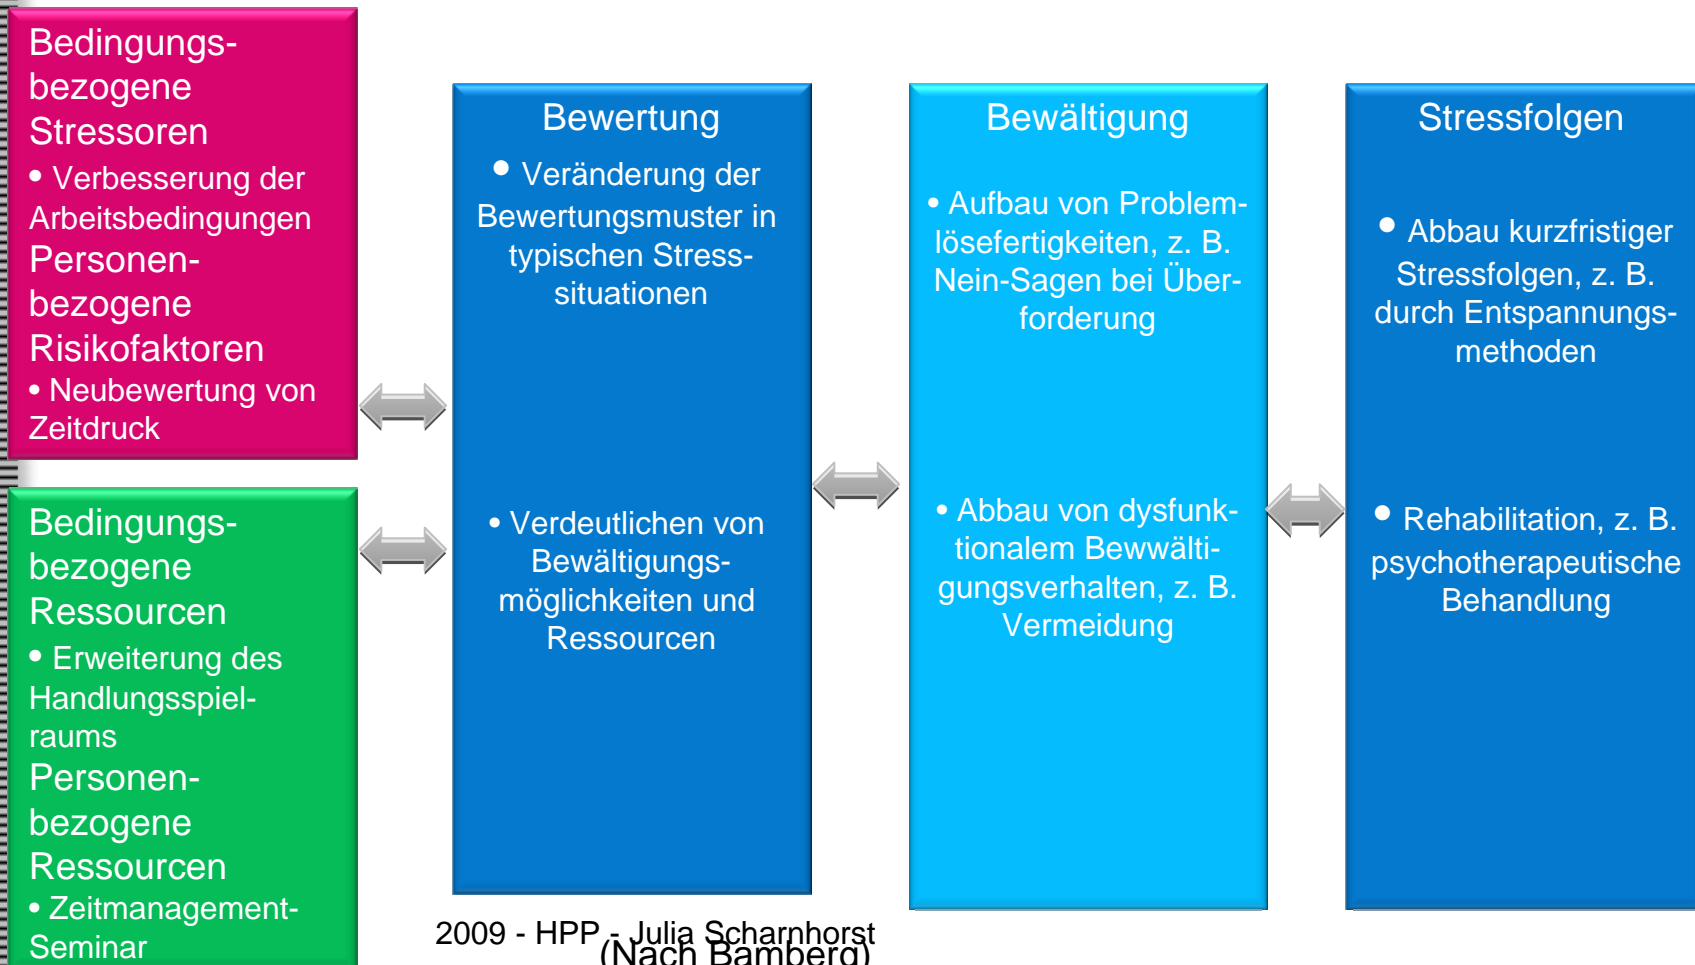 Bedingungs-
bezogene
Stressoren
• Verbesserung der
Arbeitsbedingungen
Personen-
bezogene
Risikofaktoren
• Neubewertung von
Zeitdruck
Bedingungs-
bezogene
Ressourcen
• Erweiterung des
Handlungsspiel-
raums
Personen-
bezogene
Ressourcen
• Zeitmanagement-
Seminar
Bewertung
• Veränderung der
Bewertungsmuster in
typischen Stress-
situationen
• Verdeutlichen von
Bewältigungs-
möglichkeiten und
Ressourcen
Bewältigung
• Aufbau von Problem-
lösefertigkeiten, z. B.
Nein-Sagen bei Über-
forderung
• Abbau von dysfunk-
tionalem Bewwälti-
gungsverhalten, z. B.
Vermeidung
Stressfolgen
• Abbau kurzfristiger
Stressfolgen, z. B.
durch Entspannungs-
methoden
• Rehabilitation, z. B.
psychotherapeutische
Behandlung
2009 - HPP - Julia Scharnhorst
(Nach Bamberg)